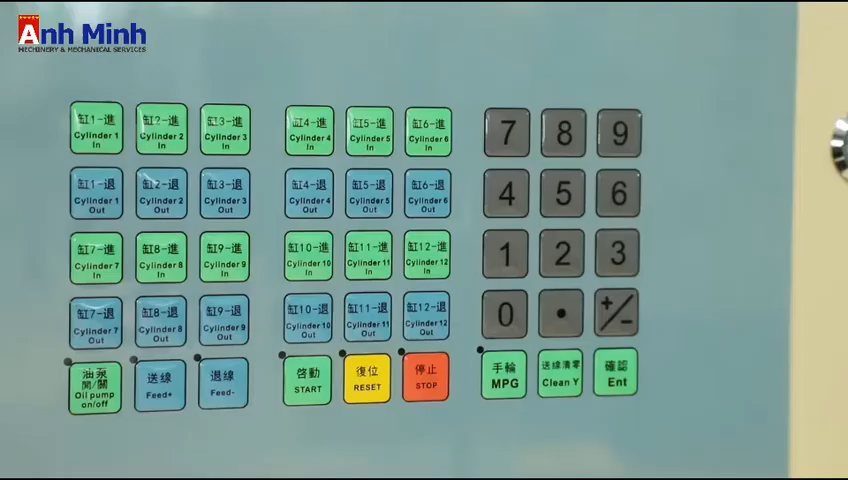 Anh Minh
MECHINERY & MECHANICAL SERVICES
缸1-進
Cylinder 1
In
缸2-進
Cylinder 2
In
缸3-進
Cylinder 3
In
缸4-進
Cylinder 4
In
缸5-進
Cylinder 5
In
缸6-進
Cylinder 6
In
7
8
9
缸1-退
Cylinder 1
Out
缸2-退
Cylinder 2
Out
缸3-退
Cylinder 3
Out
缸4-退
Cylinder 4
Out
缸5-退
Cylinder 5
Out
缸6-退
Cylinder 6
Out
4
5
6
缸7-進
Cylinder 7
In
缸8-進
Cylinder 8
In
缸9-進
Cylinder 9
In
缸10-進
Cylinder 10
In
缸11-進
Cylinder 11
In
缸12-進
Cylinder 12
In
1
2
3
缸7-退
Cylinder 7
Out
缸8-退
Cylinder 8
Out
缸9-退
Cylinder 9
Out
缸10-退
Cylinder 10
Out
缸11-退
Cylinder 11
Out
缸12-退
Cylinder 12
Out
0
•
+/-
油泵
開/關
Oil pump
on/off
送線
Feed+
退線
Feed-
啓動
START
復位
RESET
停止
STOP
手輪
MPG
送線清零
Clean Y
確認
Ent